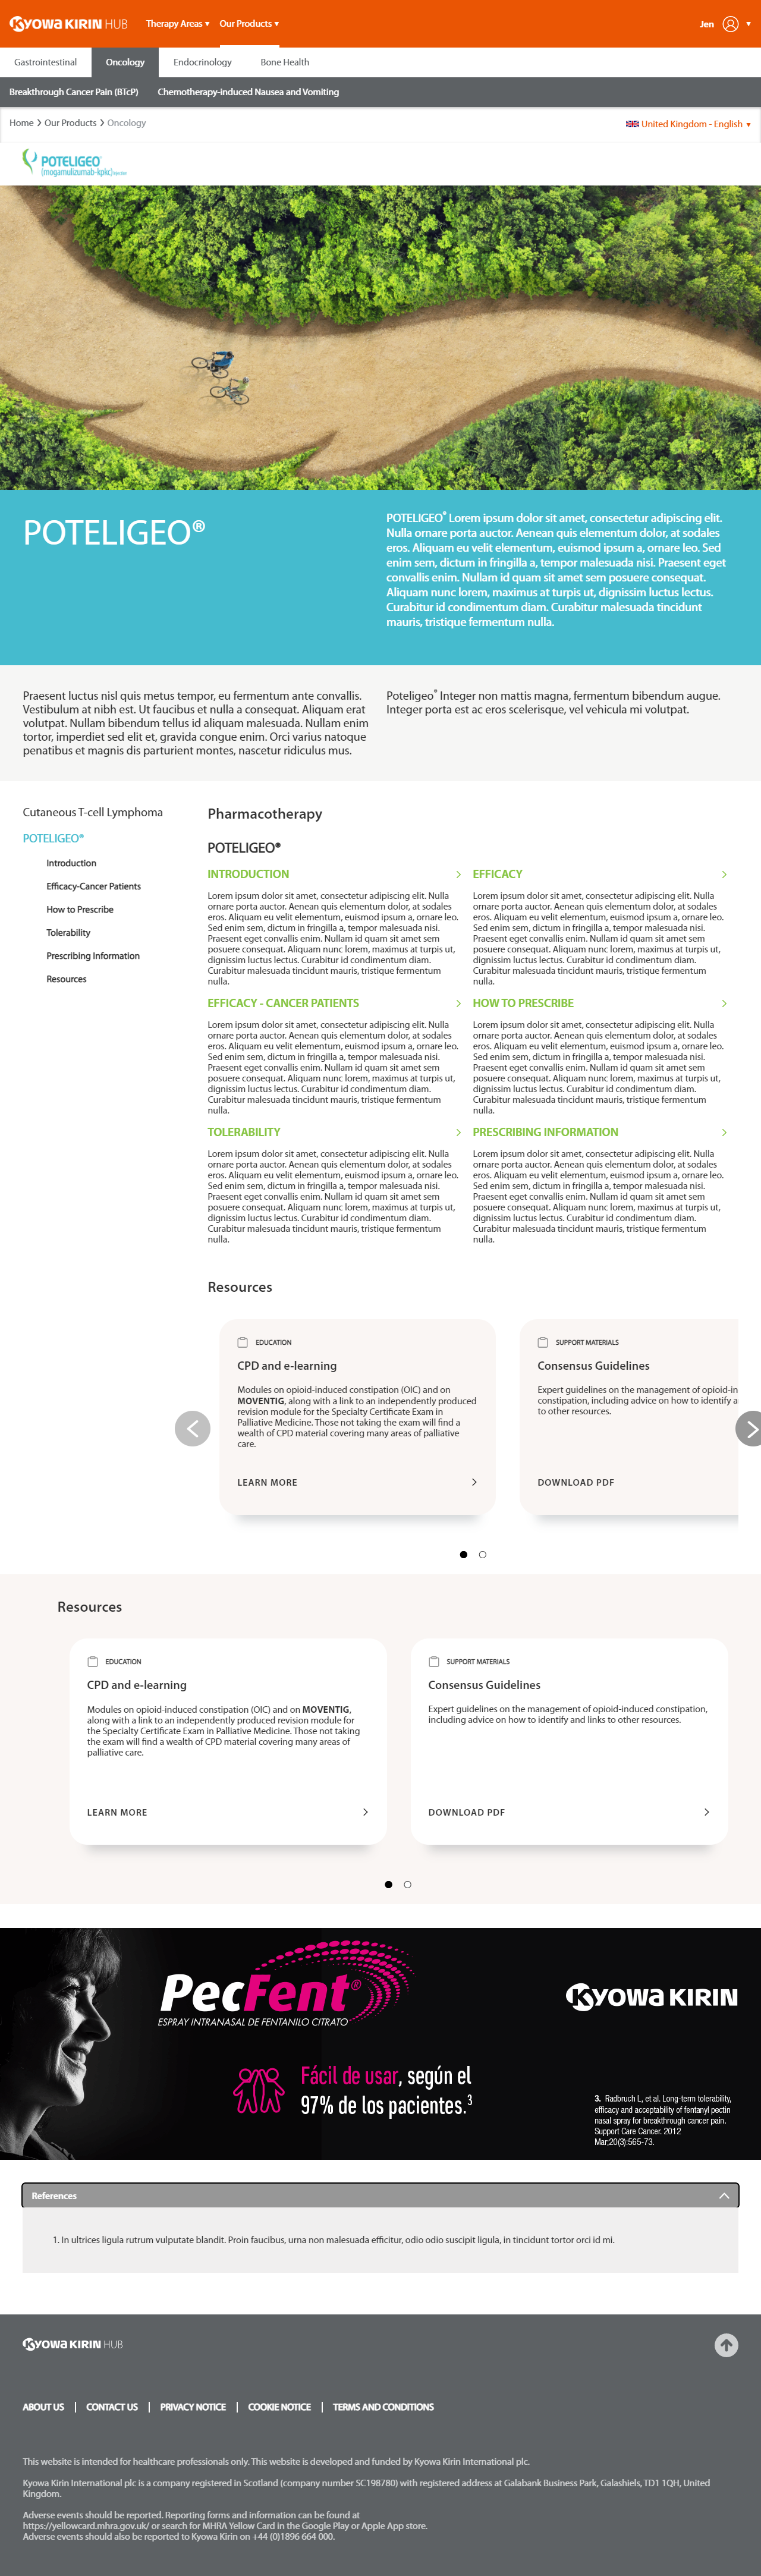 KYOWA KIRIN HUB
Therapy Areas ▼ Our Products ▼
Jen ▼
Gastrointestinal Oncology Endocrinology Bone Health
Breakthrough Cancer Pain (BTcP) Chemotherapy-induced Nausea and Vomiting
Home > Our Products > Oncology
United Kingdom - English ▼
POTELIGEO
(mogamulizumab-kpkc) Injection
POTELIGEO®
POTELIGEO® Lorem ipsum dolor sit amet, consectetur adipiscing elit.
Nulla ornare porta auctor. Aenean quis elementum dolor, at sodales
eros. Aliquam eu velit elementum, euismod ipsum a, ornare leo. Sed
enim sem, dictum in fringilla a, tempor malesuada nisi. Praesent eget
convallis enim. Nullam id quam sit amet sem posuere consequat.
Aliquam nunc lorem, maximus at turpis ut, dignissim luctus lectus.
Curabitur id condimentum diam. Curabitur malesuada tincidunt
mauris, tristique fermentum nulla.
Praesent luctus nisl quis metus tempor, eu fermentum ante convallis.
Vestibulum at nibh est. Ut faucibus et nulla a consequat. Aliquam erat
volutpat. Nullam bibendum tellus id aliquam malesuada. Nullam enim
tortor, imperdiet sed elit et, gravida congue enim. Orci varius natoque
penatibus et magnis dis parturient montes, nascetur ridiculus mus.
Poteligeo® Integer non mattis magna, fermentum bibendum augue.
Integer porta est ac eros scelerisque, vel vehicula mi volutpat.
Cutaneous T-cell Lymphoma
POTELIGEO®
Introduction
Efficacy-Cancer Patients
How to Prescribe
Tolerability
Prescribing Information
Resources
Pharmacotherapy
POTELIGEO®
INTRODUCTION
Lorem ipsum dolor sit amet, consectetur adipiscing elit. Nulla
ornare porta auctor. Aenean quis elementum dolor, at sodales
eros. Aliquam eu velit elementum, euismod ipsum a, ornare leo.
Sed enim sem, dictum in fringilla a, tempor malesuada nisi.
Praesent eget convallis enim. Nullam id quam sit amet sem
posuere consequat. Aliquam nunc lorem, maximus at turpis ut,
dignissim luctus lectus. Curabitur id condimentum diam.
Curabitur malesuada tincidunt mauris, tristique fermentum
nulla.
EFFICACY
Lorem ipsum dolor sit amet, consectetur adipiscing elit. Nulla
ornare porta auctor. Aenean quis elementum dolor, at sodales
eros. Aliquam eu velit elementum, euismod ipsum a, ornare leo.
Sed enim sem, dictum in fringilla a, tempor malesuada nisi.
Praesent eget convallis enim. Nullam id quam sit amet sem
posuere consequat. Aliquam nunc lorem, maximus at turpis ut,
dignissim luctus lectus. Curabitur id condimentum diam.
Curabitur malesuada tincidunt mauris, tristique fermentum
nulla.
EFFICACY - CANCER PATIENTS
Lorem ipsum dolor sit amet, consectetur adipiscing elit. Nulla
ornare porta auctor. Aenean quis elementum dolor, at sodales
eros. Aliquam eu velit elementum, euismod ipsum a, ornare leo.
Sed enim sem, dictum in fringilla a, tempor malesuada nisi.
Praesent eget convallis enim. Nullam id quam sit amet sem
posuere consequat. Aliquam nunc lorem, maximus at turpis ut,
dignissim luctus lectus. Curabitur id condimentum diam.
Curabitur malesuada tincidunt mauris, tristique fermentum
nulla.
HOW TO PRESCRIBE
Lorem ipsum dolor sit amet, consectetur adipiscing elit. Nulla
ornare porta auctor. Aenean quis elementum dolor, at sodales
eros. Aliquam eu velit elementum, euismod ipsum a, ornare leo.
Sed enim sem, dictum in fringilla a, tempor malesuada nisi.
Praesent eget convallis enim. Nullam id quam sit amet sem
posuere consequat. Aliquam nunc lorem, maximus at turpis ut,
dignissim luctus lectus. Curabitur id condimentum diam.
Curabitur malesuada tincidunt mauris, tristique fermentum
nulla.
TOLERABILITY
Lorem ipsum dolor sit amet, consectetur adipiscing elit. Nulla
ornare porta auctor. Aenean quis elementum dolor, at sodales
eros. Aliquam eu velit elementum, euismod ipsum a, ornare leo.
Sed enim sem, dictum in fringilla a, tempor malesuada nisi.
Praesent eget convallis enim. Nullam id quam sit amet sem
posuere consequat. Aliquam nunc lorem, maximus at turpis ut,
dignissim luctus lectus. Curabitur id condimentum diam.
Curabitur malesuada tincidunt mauris, tristique fermentum
nulla.
PRESCRIBING INFORMATION
Lorem ipsum dolor sit amet, consectetur adipiscing elit. Nulla
ornare porta auctor. Aenean quis elementum dolor, at sodales
eros. Aliquam eu velit elementum, euismod ipsum a, ornare leo.
Sed enim sem, dictum in fringilla a, tempor malesuada nisi.
Praesent eget convallis enim. Nullam id quam sit amet sem
posuere consequat. Aliquam nunc lorem, maximus at turpis ut,
dignissim luctus lectus. Curabitur id condimentum diam.
Curabitur malesuada tincidunt mauris, tristique fermentum
nulla.
Resources
EDUCATION
CPD and e-learning
Modules on opioid-induced constipation (OIC) and on
MOVENTIG, along with a link to an independently produced
revision module for the Specialty Certificate Exam in
Palliative Medicine. Those not taking the exam will find a
wealth of CPD material covering many areas of palliative
care.
LEARN MORE
SUPPORT MATERIALS
Consensus Guidelines
Expert guidelines on the management of opioid-in
constipation, including advice on how to identify a
to other resources.
DOWNLOAD PDF
Resources
EDUCATION
CPD and e-learning
Modules on opioid-induced constipation (OIC) and on MOVENTIG,
along with a link to an independently produced revision module for
the Specialty Certificate Exam in Palliative Medicine. Those not taking
the exam will find a wealth of CPD material covering many areas of
palliative care.
LEARN MORE
SUPPORT MATERIALS
Consensus Guidelines
Expert guidelines on the management of opioid-induced constipation,
including advice on how to identify and links to other resources.
DOWNLOAD PDF
PecFent®
ESPRAY INTRANASAL DE FENTANILO CITRATO
KYOWA KIRIN
Fácil de usar, según el
97% de los pacientes.3
3. Radbruch L, et al. Long-term tolerability,
efficacy and acceptability of fentanyl pectin
nasal spray for breakthrough cancer pain.
Support Care Cancer. 2012
Mar;20(3):565-73.
References
1. In ultrices ligula rutrum vulputate blandit. Proin faucibus, urna non malesuada efficitur, odio odio suscipit ligula, in tincidunt tortor orci id mi.
KYOWA KIRIN HUB
ABOUT US | CONTACT US | PRIVACY NOTICE | COOKIE NOTICE | TERMS AND CONDITIONS
This website is intended for healthcare professionals only. This website is developed and funded by Kyowa Kirin International plc.
Kyowa Kirin International plc is a company registered in Scotland (company number SC198780) with registered address at Galabank Business Park, Galashiels, TD1 1QH, United
Kingdom.
Adverse events should be reported. Reporting forms and information can be found at
https://yellowcard.mhra.gov.uk/ or search for MHRA Yellow Card in the Google Play or Apple App store.
Adverse events should also be reported to Kyowa Kirin on +44 (0)1896 664 000.